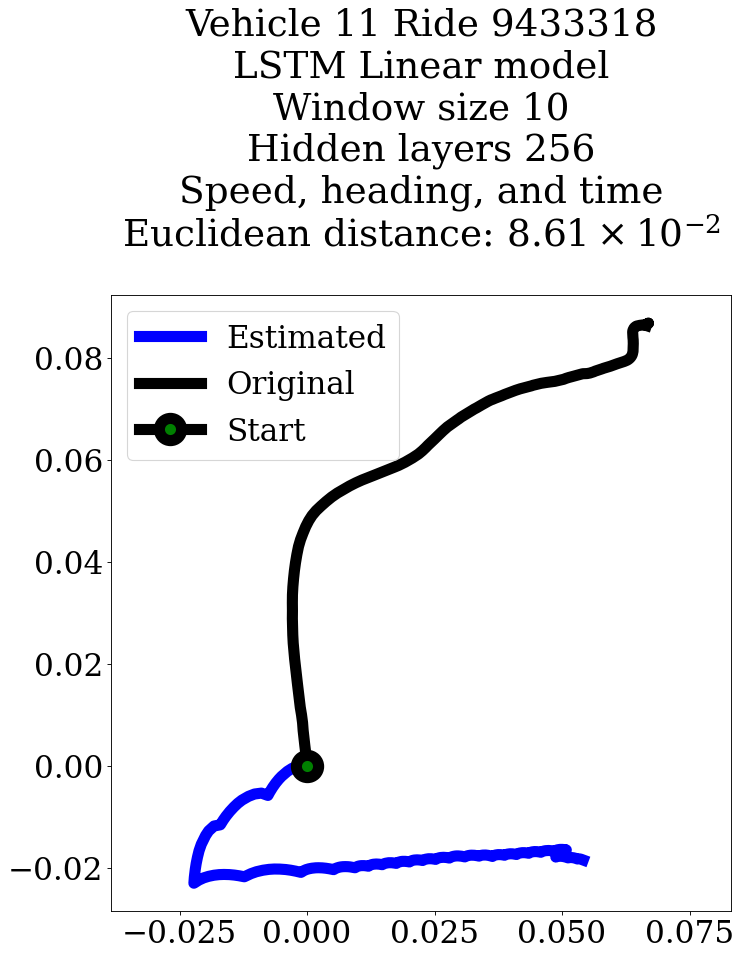 Vehicle 11 Ride 9433318
LSTM Linear model
Window size 10
Hidden layers 256
Speed, heading, and time
Euclidean distance: 8.61 × 10⁻²
Estimated
Original
Start
0.08
0.06
0.04
0.02
0.00
−0.02
−0.025 0.000 0.025 0.050 0.075